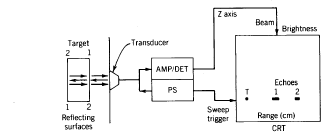 Z axis
Target
Transducer
Beam
Brightness
2 1
AMP/DET
PS
Echoes
T 1 2
1 2
Reflecting
surfaces
Sweep
trigger
Range (cm)
CRT